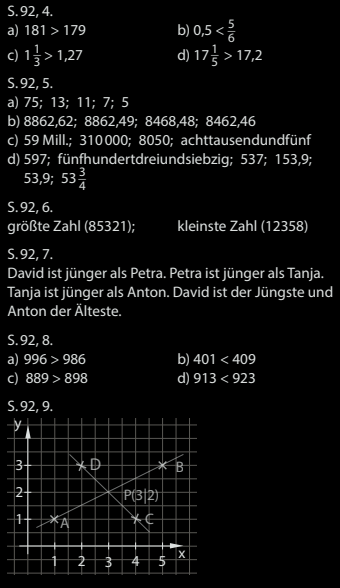 S. 92, 4.
a) 181 > 179 b) 0,5 < 5/6
c) 1 1/3 > 1,27 d) 17 1/5 > 17,2
S. 92, 5.
a) 75; 13; 11; 7; 5
b) 8862,62; 8862,49; 8468,48; 8462,46
c) 59 Mill.; 310 000; 8050; achttausendundfünf
d) 597; fünfhundertdreiundsiebzig; 537; 153,9;
53,9; 53 3/4
S. 92, 6.
größte Zahl (85321); kleinste Zahl (12358)
S. 92, 7.
David ist jünger als Petra. Petra ist jünger als Tanja.
Tanja ist jünger als Anton. David ist der Jüngste und
Anton der Älteste.
S. 92, 8.
a) 996 > 986 b) 401 < 409
c) 889 > 898 d) 913 < 923
S. 92, 9.
y
3 D B
2 P(3|2)
1 A C
1 2 3 4 5 x